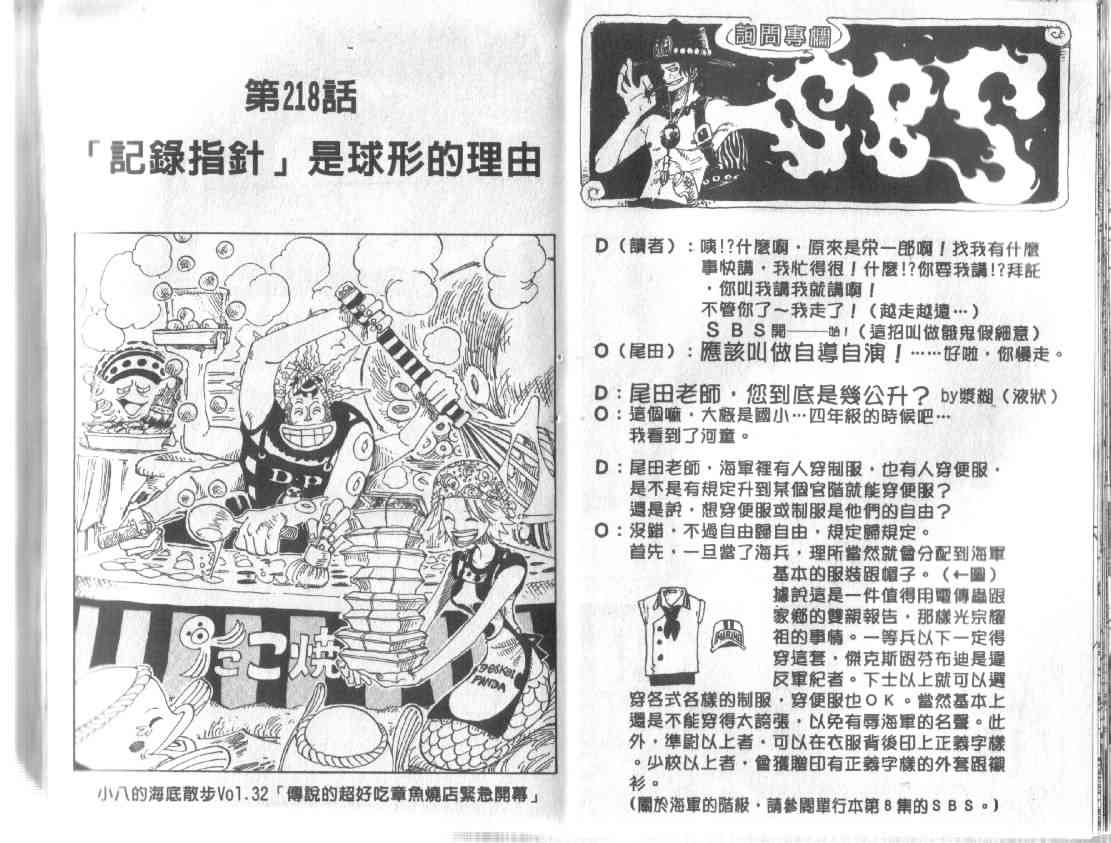 詢問專欄
SBS
D（讀者）：咦!?什麼啊，原來是榮一郎啊！找我有什麼
事快講，我忙得很！什麼!?你要我講!?拜託
，你叫我講我就講啊！
不管你了～我走了！（越走越遠…）
ＳＢＳ開———始！（這招叫做餓鬼假細意）
O（尾田）：應該叫做自導自演！……好啦，你慢走。
D：尾田老師，您到底是幾公升？ by漿糊（液狀）
O：這個嘛，大概是國小…四年級的時候吧…
我看到了河童。
D：尾田老師，海軍裡有人穿制服，也有人穿便服，
是不是有規定升到某個官階就能穿便服？
還是說，想穿便服或制服是他們的自由？
O：沒錯，不過自由歸自由，規定歸規定。
首先，一旦當了海兵，理所當然就會分配到海軍
基本的服裝跟帽子。（←圖）
據說這是一件值得用電傳蟲跟
家鄉的雙親報告，那樣光宗耀
祖的事情。一等兵以下一定得
穿這套，傑克斯跟芬布迪是違
反軍紀者。下士以上就可以選
穿各式各樣的制服，穿便服也ＯＫ。當然基本上
還是不能穿得太誇張，以免有辱海軍的名聲。此
外，準尉以上者，可以在衣服背後印上正義字樣
。少校以上者，會獲贈印有正義字樣的外套跟襯
衫。
（關於海軍的階級，請參閱單行本第８集的ＳＢＳ。）
MARINE
第218話
「記錄指針」是球形的理由
D.P
たこ焼
PANDA
小八的海底散步Vol.32「傳說的超好吃章魚燒店緊急開幕」